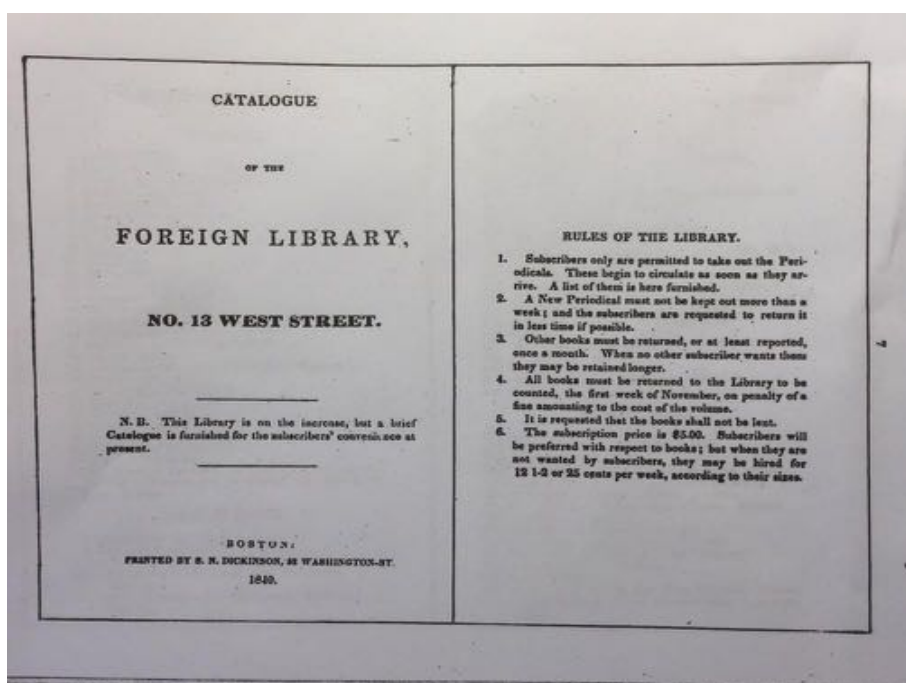 CATALOGUE
OF THE
FOREIGN LIBRARY,
NO. 13 WEST STREET.
N. B. This Library is on the increase, but a brief
Catalogue is furnished for the subscribers' convenience at
present.
BOSTON:
PRINTED BY S. N. DICKINSON, 52 WASHINGTON-ST.
1840.
RULES OF THE LIBRARY.
1. Subscribers only are permitted to take out the Peri-
odicals. These begin to circulate as soon as they ar-
rive. A list of them is here furnished.
2. A New Periodical must not be kept out more than a
week; and the subscribers are requested to return it
in less time if possible.
3. Other books must be returned, or at least reported,
once a month. When no other subscriber wants them
they may be retained longer.
4. All books must be returned to the Library to be
counted, the first week of November, on penalty of a
fine amounting to the cost of the volume.
5. It is requested that the books shall not be lent.
6. The subscription price is $5.00. Subscribers will
be preferred with respect to books; but when they are
not wanted by subscribers, they may be hired for
12 1-2 or 25 cents per week, according to their sizes.
7